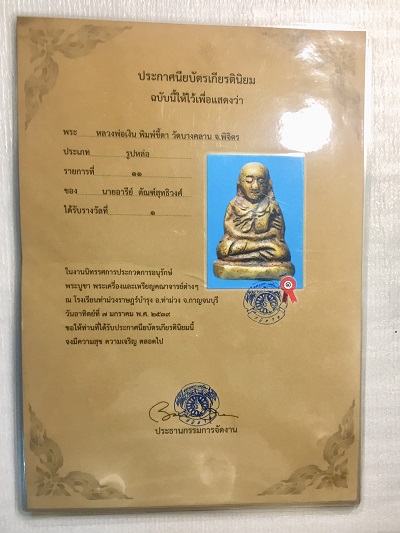 ประกาศนียบัตรเกียรตินิยม
ฉบับนี้ให้ไว้เพื่อแสดงว่า
พระ หลวงพ่อเงิน พิมพ์ขี้ตา วัดบางคลาน จ.พิจิตร
ประเภท รูปหล่อ
รายการที่ ๑๑
ของ นายอารีย์ ตัณฑ์สุทธิวงศ์
ได้รับรางวัลที่ ๑
ในงานนิทรรศการประกวดการอนุรักษ์
พระบูชา พระเครื่องและเหรียญคณาจารย์ต่างๆ
ณ โรงเรียนท่าม่วงราษฎร์บำรุง อ.ท่าม่วง จ.กาญจนบุรี
วันอาทิตย์ที่ ๗ มกราคม พ.ศ. ๒๕๓๙
ขอให้ท่านที่ได้รับประกาศนียบัตรเกียรตินิยมนี้
จงมีความสุข ความเจริญ ตลอดไป
ประธานกรรมการจัดงาน